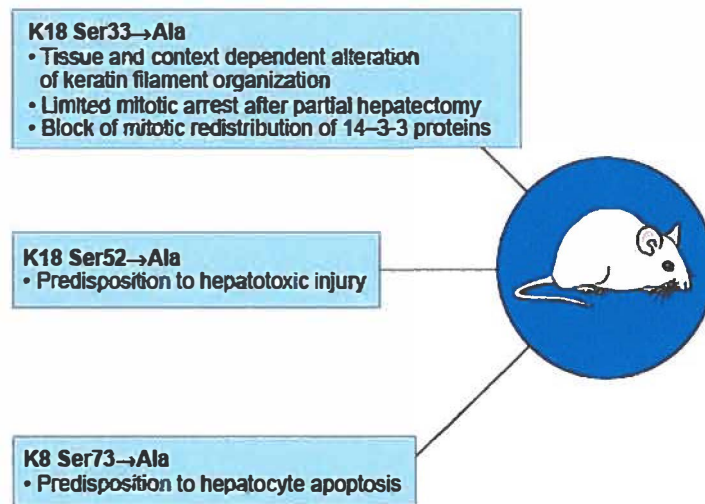 K18 Ser33→Ala
• Tissue and context dependent alteration
of keratin filament organization
• Limited mitotic arrest after partial hepatectomy
• Block of mitotic redistribution of 14–3-3 proteins
K18 Ser52→Ala
• Predisposition to hepatotoxic injury
K8 Ser73→Ala
• Predisposition to hepatocyte apoptosis